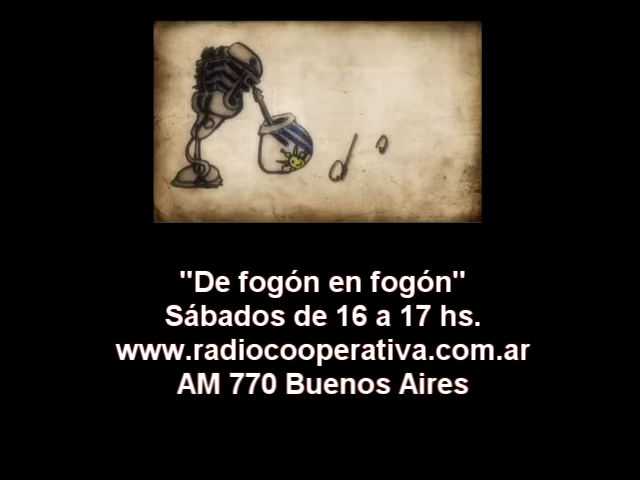 "De fogón en fogón"
Sábados de 16 a 17 hs.
www.radiocooperativa.com.ar
AM 770 Buenos Aires